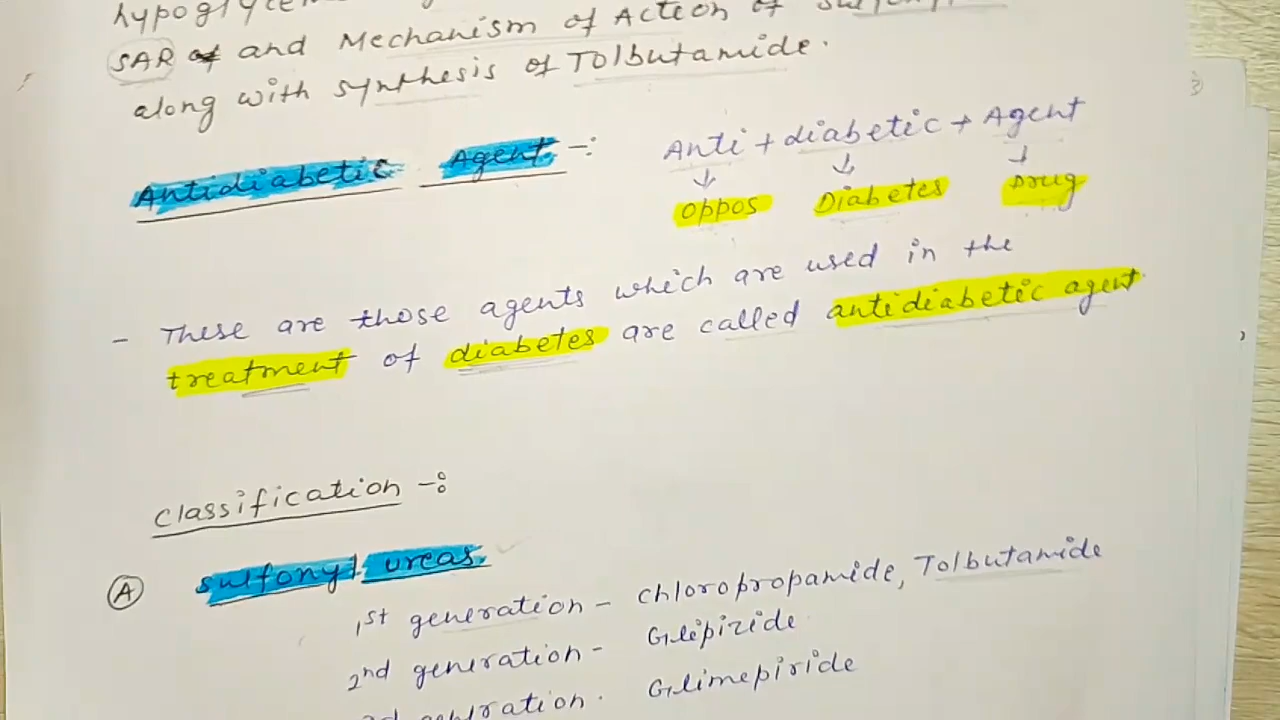 SAR of and Mechanism of Action of
along with synthesis of Tolbutamide.
Antidiabetic Agent -: Anti + diabetic + Agent
Oppos Diabetes Drug
- These are those agents which are used in the
treatment of diabetes are called antidiabetic agent.
Classification -:
(A) sulfonyl ureas.
1st generation - chloropropamide, Tolbutamide
2nd generation - Glipizide
generation. Glimepiride